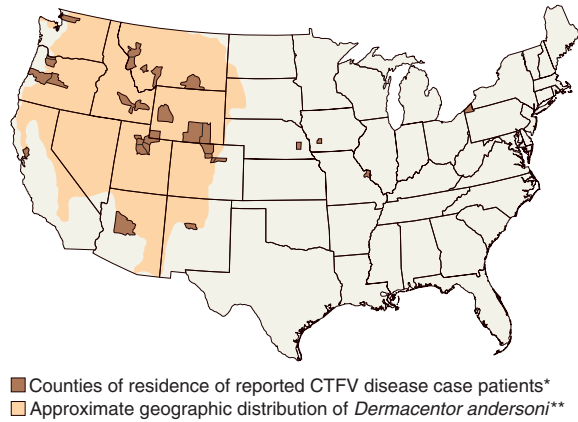 Counties of residence of reported CTFV disease case patients*
Approximate geographic distribution of Dermacentor andersoni**